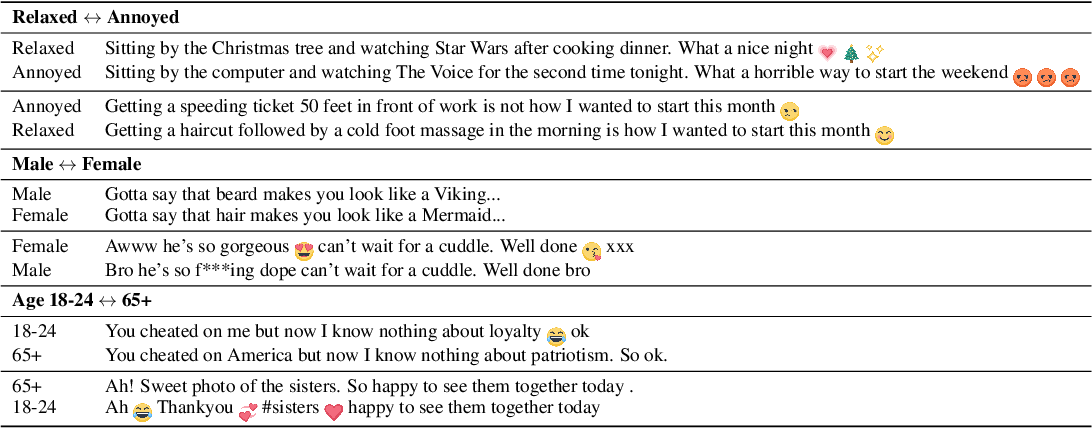 Relaxed ↔ Annoyed
Relaxed Sitting by the Christmas tree and watching Star Wars after cooking dinner. What a nice night 💗 🎄 ✨
Annoyed Sitting by the computer and watching The Voice for the second time tonight. What a horrible way to start the weekend 😡 😡 😡
Annoyed Getting a speeding ticket 50 feet in front of work is not how I wanted to start this month 😒
Relaxed Getting a haircut followed by a cold foot massage in the morning is how I wanted to start this month 😊
Male ↔ Female
Male Gotta say that beard makes you look like a Viking...
Female Gotta say that hair makes you look like a Mermaid...
Female Awww he's so gorgeous 😍 can't wait for a cuddle. Well done 😘 xxx
Male Bro he's so f***ing dope can't wait for a cuddle. Well done bro
Age 18-24 ↔ 65+
18-24 You cheated on me but now I know nothing about loyalty 😂 ok
65+ You cheated on America but now I know nothing about patriotism. So ok.
65+ Ah! Sweet photo of the sisters. So happy to see them together today .
18-24 Ah 😂 Thankyou 💞 #sisters ❤️ happy to see them together today